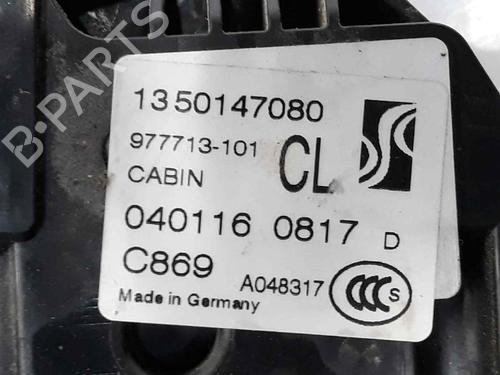 B-PARTS
1350147080
977713-101
CL
CABIN
040116 0817 D
C869
A048317
CCC S
Made in Germany